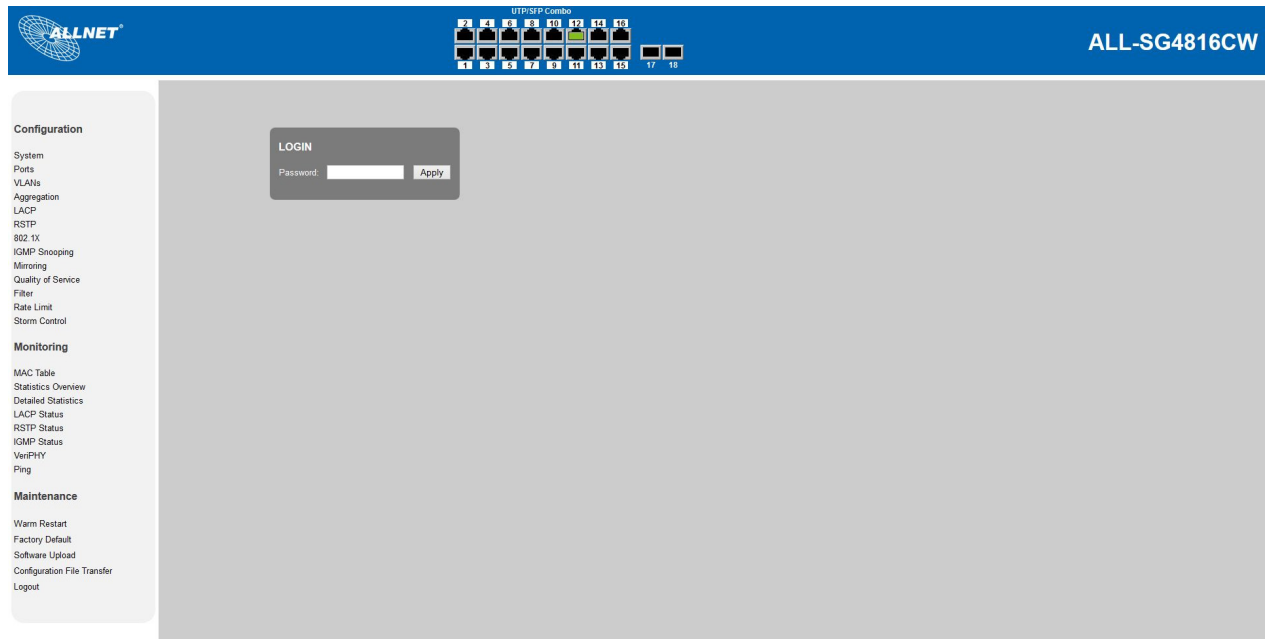 ALLNET®
UTP/SFP Combo
2 4 6 8 10 12 14 16
1 3 5 7 9 11 13 15 17 18
ALL-SG4816CW
Configuration
System
Ports
VLANs
Aggregation
LACP
RSTP
802.1X
IGMP Snooping
Mirroring
Quality of Service
Filter
Rate Limit
Storm Control
Monitoring
MAC Table
Statistics Overview
Detailed Statistics
LACP Status
RSTP Status
IGMP Status
VeriPHY
Ping
Maintenance
Warm Restart
Factory Default
Software Upload
Configuration File Transfer
Logout
LOGIN
Password: Apply